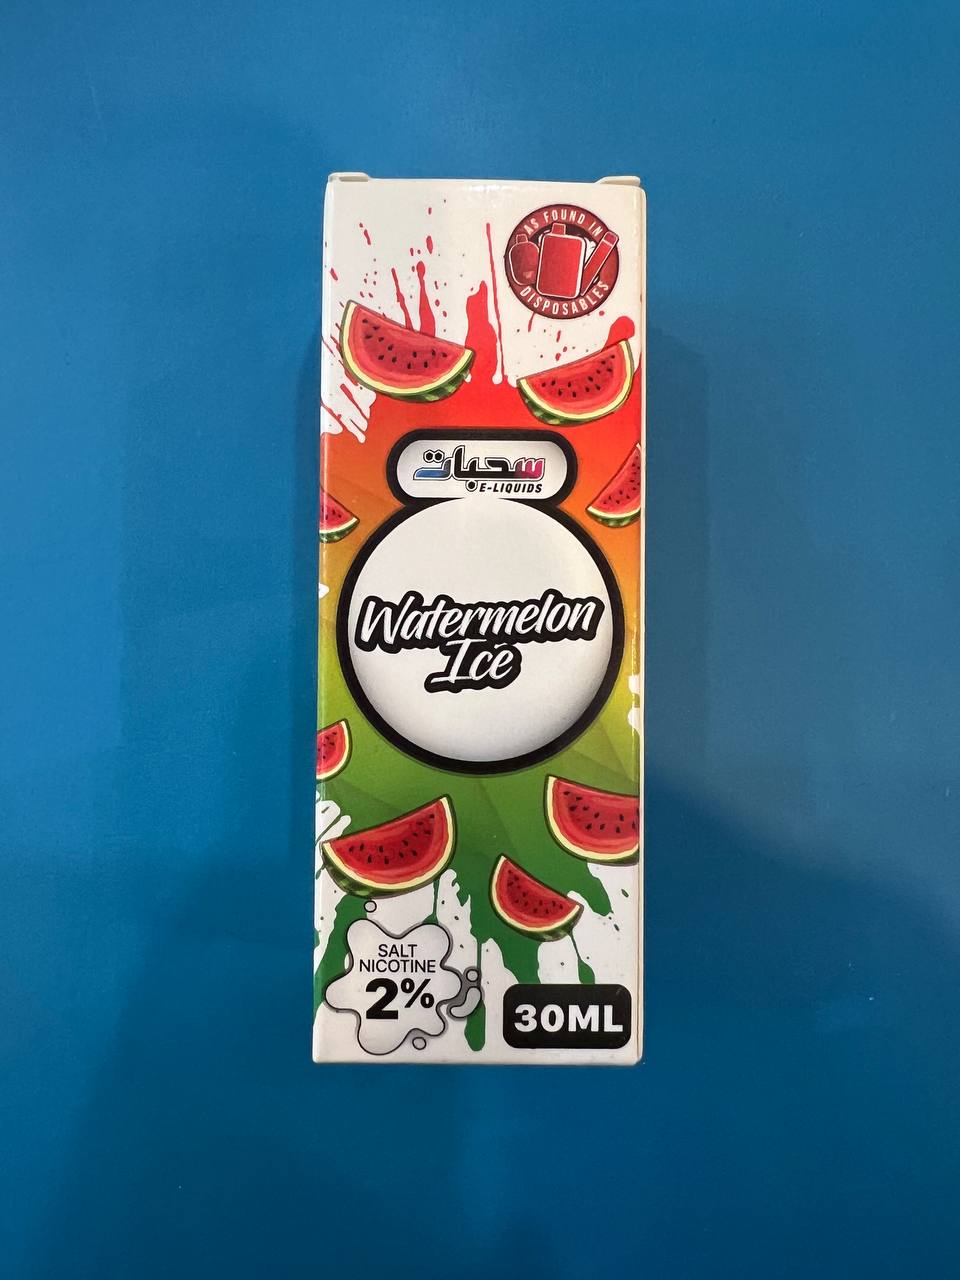 AS FOUND IN
DISPOSABLES
سحبات
E-LIQUIDS
Watermelon
Ice
SALT
NICOTINE
2%
30ML